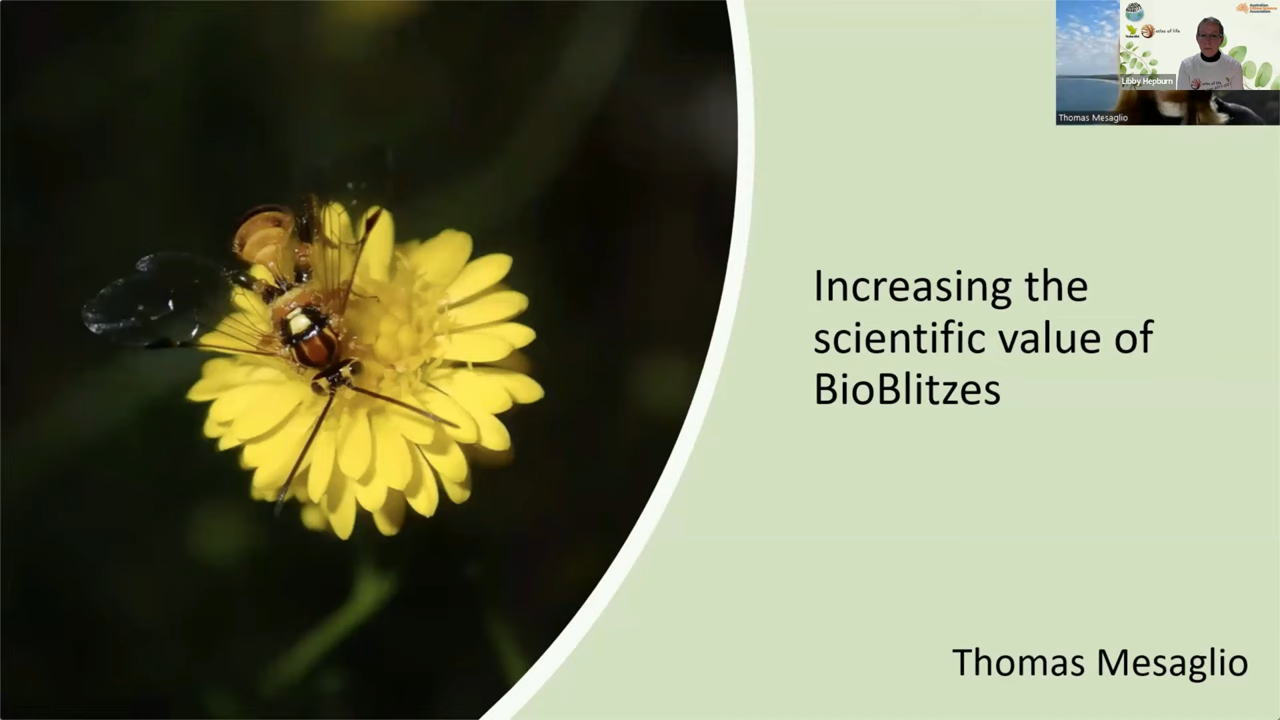 Increasing the
scientific value of
BioBlitzes
Thomas Mesaglio
Libby Hepburn
Thomas Mesaglio